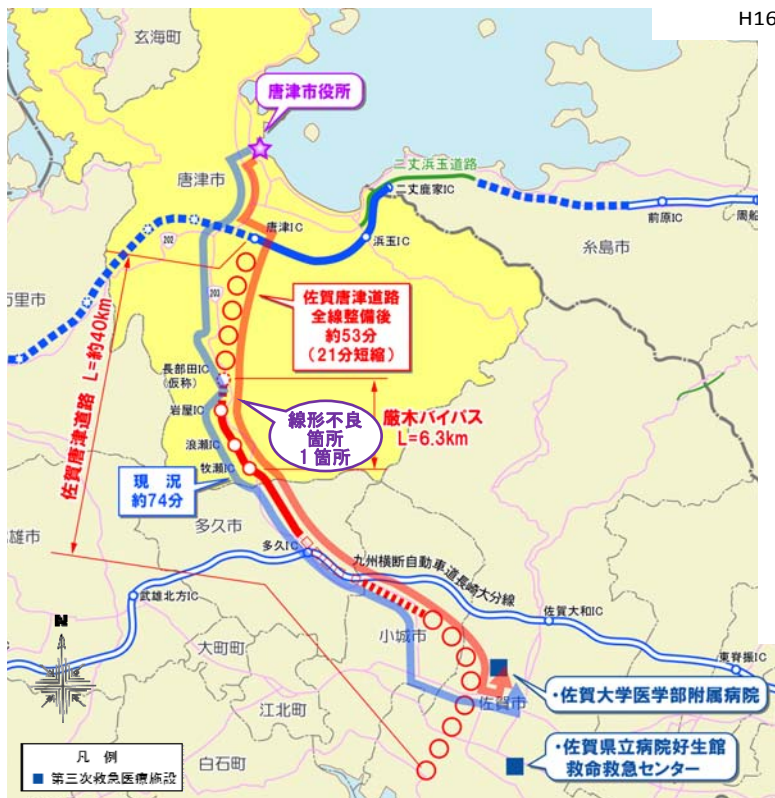 H16
玄海町
唐津市役所
唐津市
二丈浜玉道路
二丈鹿家IC
前原IC
周船
唐津IC
浜玉IC
糸島市
202
203
万里市
佐賀唐津道路
全線整備後
約53分
(21分短縮)
長部田IC
(仮称)
岩屋IC
線形不良
箇所
1箇所
厳木バイパス
L=6.3km
佐賀唐津道路 L=約40km
浪瀬IC
牧瀬IC
現 況
約74分
多久市
雄市
多久IC
九州横断自動車道長崎大分線
武雄北方IC
佐賀大和IC
N
小城市
大町町
東脊振IC
佐賀市
・佐賀大学医学部附属病院
江北町
・佐賀県立病院好生館
救命救急センター
白石町
凡 例
第三次救急医療施設